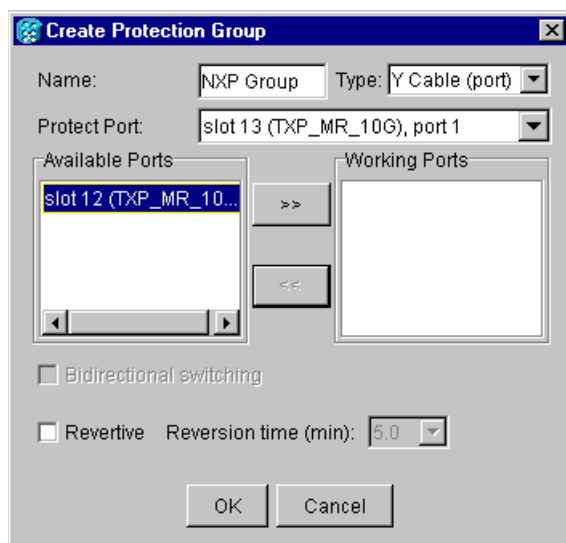 Create Protection Group
Name: NXP Group Type: Y Cable (port)
Protect Port: slot 13 (TXP_MR_10G), port 1
Available Ports Working Ports
slot 12 (TXP_MR_10...
>>
<<
Bidirectional switching
Revertive Reversion time (min): 5.0
OK Cancel